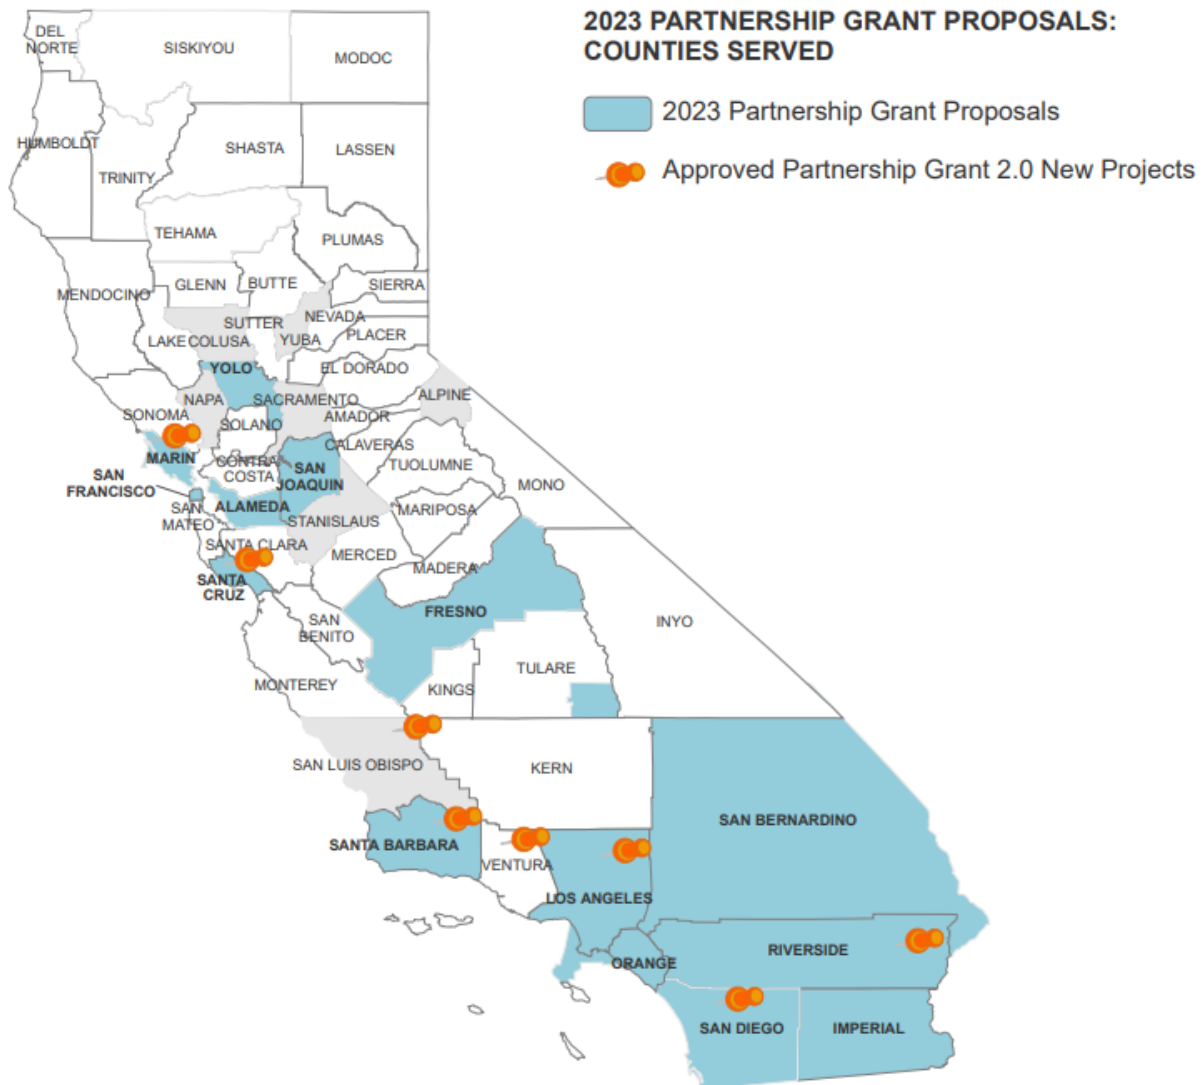 2023 PARTNERSHIP GRANT PROPOSALS:
COUNTIES SERVED
2023 Partnership Grant Proposals
Approved Partnership Grant 2.0 New Projects
DEL
NORTE
SISKIYOU
MODOC
HUMBOLDT
TRINITY
SHASTA
LASSEN
TEHAMA
PLUMAS
MENDOCINO
GLENN
BUTTE
SIERRA
LAKE
COLUSA
SUTTER
YUBA
NEVADA
PLACER
YOLO
EL DORADO
NAPA
SACRAMENTO
ALPINE
SONOMA
SOLANO
AMADOR
MARIN
CONTRA
COSTA
SAN
JOAQUIN
CALAVERAS
TUOLUMNE
MONO
SAN
FRANCISCO
SAN
MATEO
ALAMEDA
STANISLAUS
MARIPOSA
SANTA CLARA
MERCED
MADERA
SANTA
CRUZ
SAN
BENITO
FRESNO
INYO
MONTEREY
KINGS
TULARE
SAN LUIS OBISPO
KERN
SAN BERNARDINO
SANTA BARBARA
VENTURA
LOS ANGELES
ORANGE
RIVERSIDE
SAN DIEGO
IMPERIAL